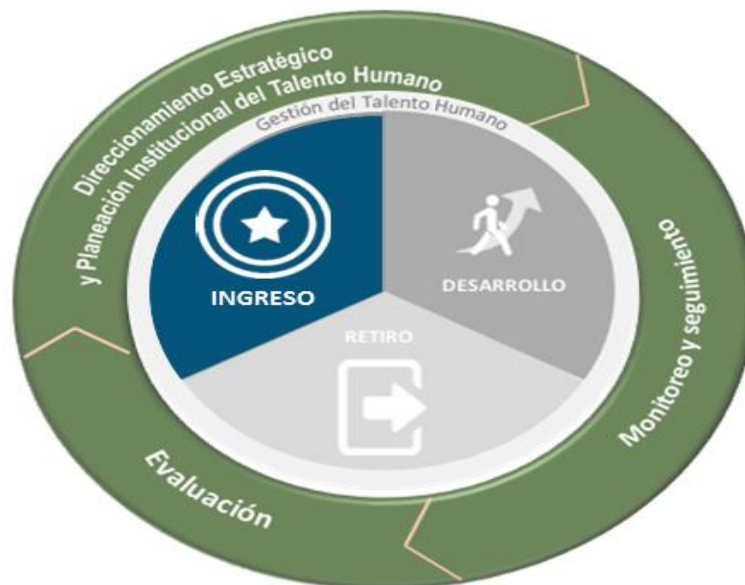 Direccionamiento Estratégico
y Planeación Institucional del Talento Humano
Gestión del Talento Humano
INGRESO
DESARROLLO
RETIRO
Monitoreo y seguimiento
Evaluación